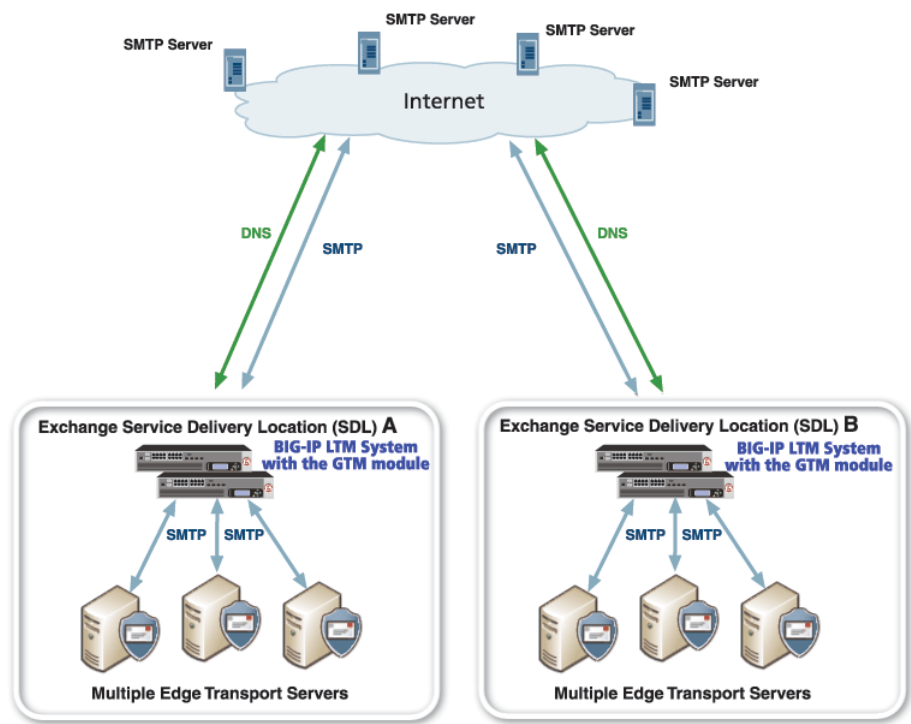 SMTP Server
SMTP Server
SMTP Server
SMTP Server
Internet
DNS
SMTP
SMTP
DNS
Exchange Service Delivery Location (SDL) A
BIG-IP LTM System
with the GTM module
SMTP
SMTP
Multiple Edge Transport Servers
Exchange Service Delivery Location (SDL) B
BIG-IP LTM System
with the GTM module
SMTP
SMTP
Multiple Edge Transport Servers